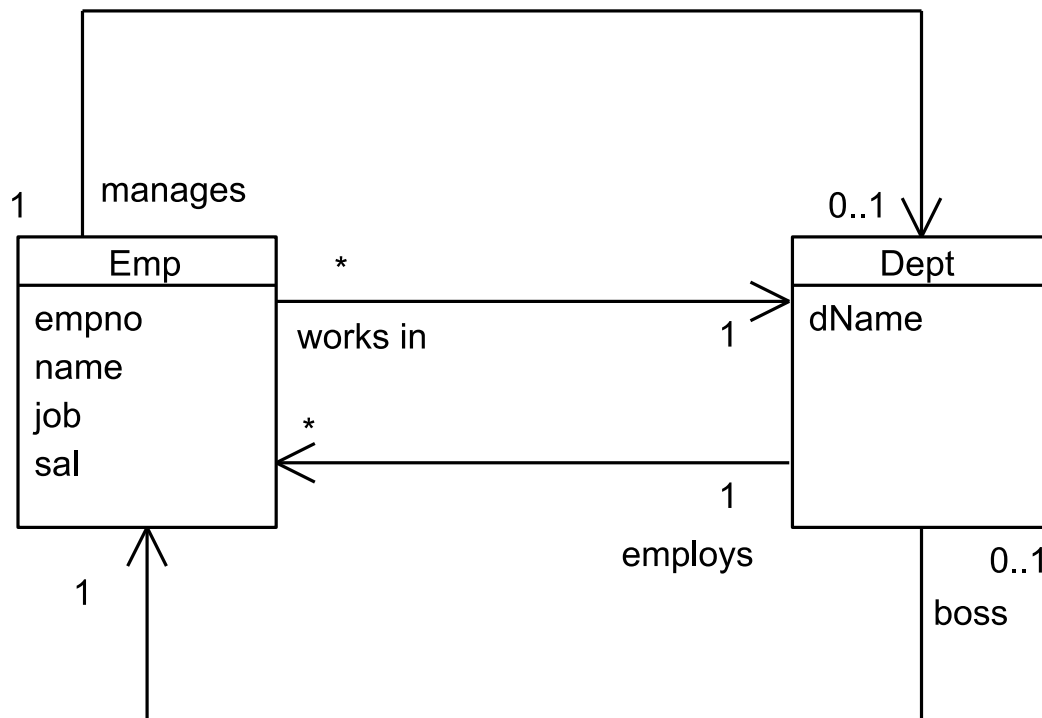 manages
1
0..1
Emp
Dept
*
empno
dName
works in
1
name
job
*
sal
1
employs
0..1
1
boss